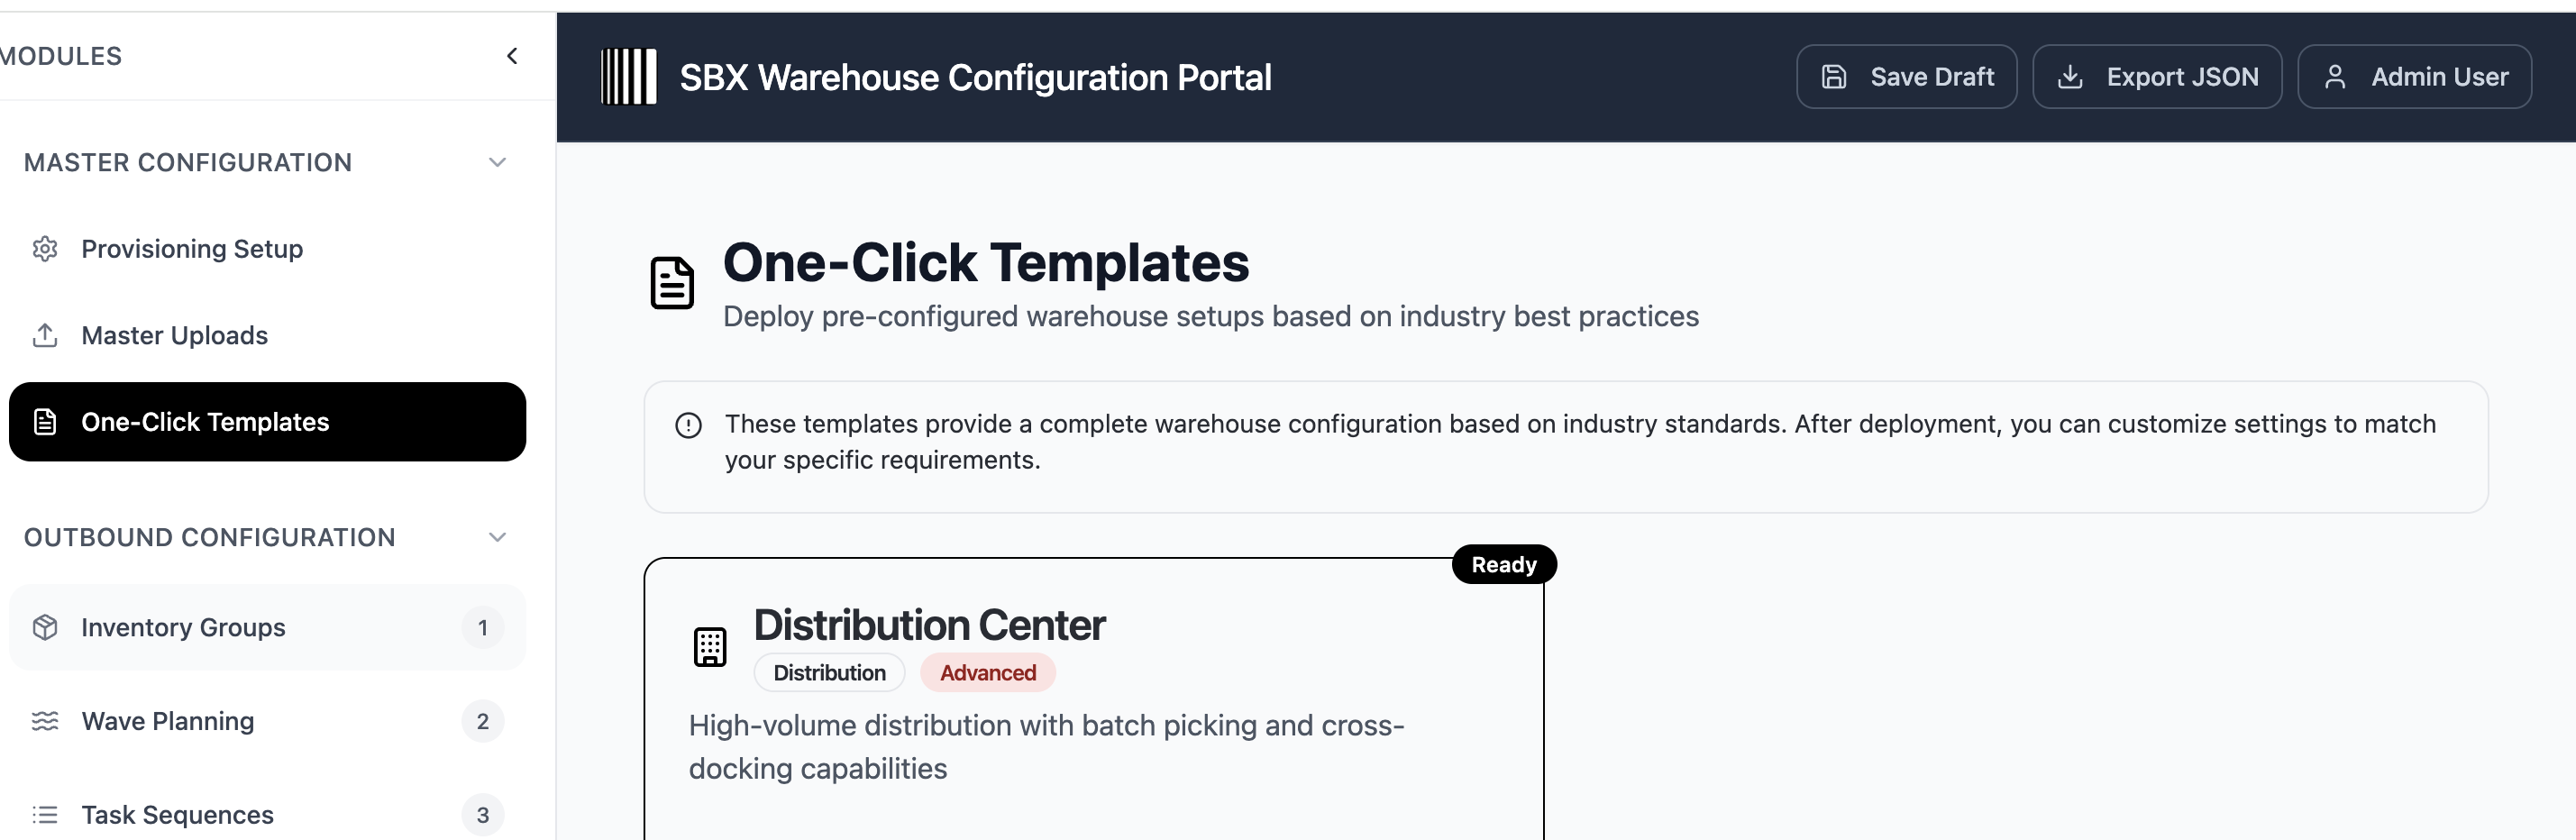 MODULES
MASTER CONFIGURATION
Provisioning Setup
Master Uploads
One-Click Templates
OUTBOUND CONFIGURATION
Inventory Groups 1
Wave Planning 2
Task Sequences 3
SBX Warehouse Configuration Portal
Save Draft
Export JSON
Admin User
One-Click Templates
Deploy pre-configured warehouse setups based on industry best practices
These templates provide a complete warehouse configuration based on industry standards. After deployment, you can customize settings to match
your specific requirements.
Ready
Distribution Center
Distribution Advanced
High-volume distribution with batch picking and cross-
docking capabilities